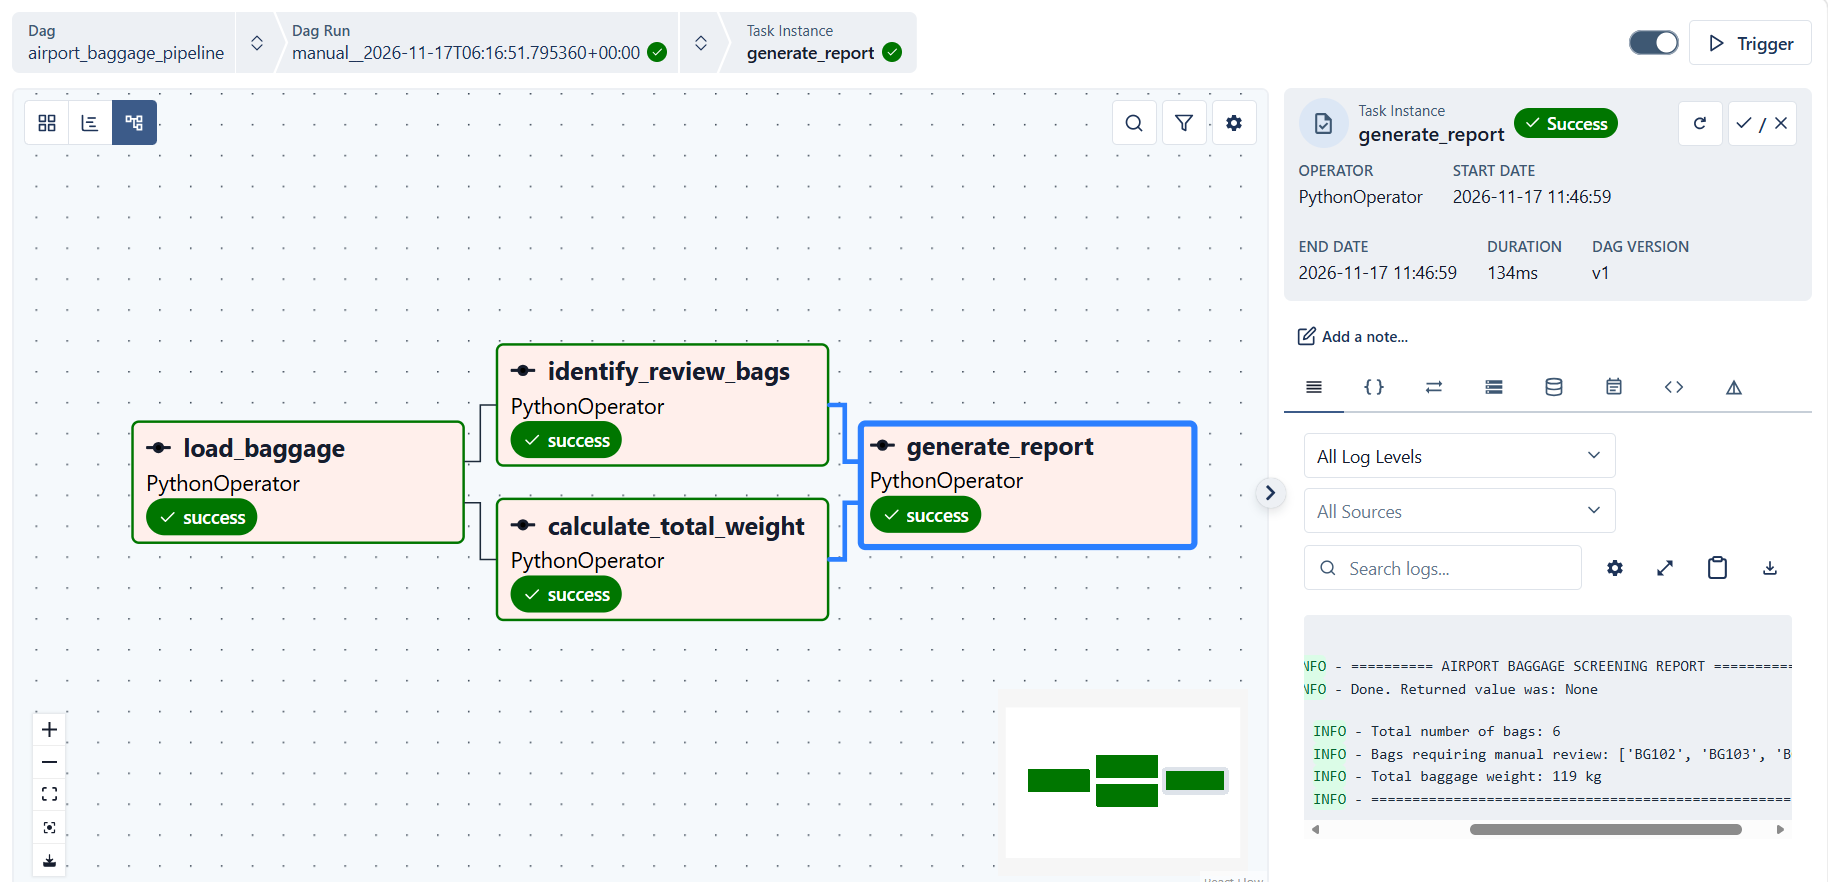 Dag
airport_baggage_pipeline
Dag Run
manual__2026-11-17T06:16:51.795360+00:00
Task Instance
generate_report
Trigger
identify_review_bags
PythonOperator
success
load_baggage
PythonOperator
success
calculate_total_weight
PythonOperator
success
generate_report
PythonOperator
success
Task Instance
generate_report
Success
/
OPERATOR
PythonOperator
START DATE
2026-11-17 11:46:59
END DATE
2026-11-17 11:46:59
DURATION
134ms
DAG VERSION
v1
Add a note...
All Log Levels
All Sources
Search logs...
NFO - ========== AIRPORT BAGGAGE SCREENING REPORT ==========
NFO - Done. Returned value was: None
INFO - Total number of bags: 6
INFO - Bags requiring manual review: ['BG102', 'BG103', 'B
INFO - Total baggage weight: 119 kg
INFO - ===================================================